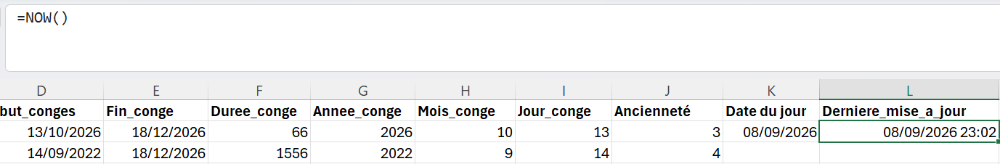 =NOW()
D E F G H I J K L
but_conges Fin_conge Duree_conge Annee_conge Mois_conge Jour_conge Ancienneté Date du jour Derniere_mise_a_jour
13/10/2026 18/12/2026 66 2026 10 13 3 08/09/2026 08/09/2026 23:02
14/09/2022 18/12/2026 1556 2022 9 14 4